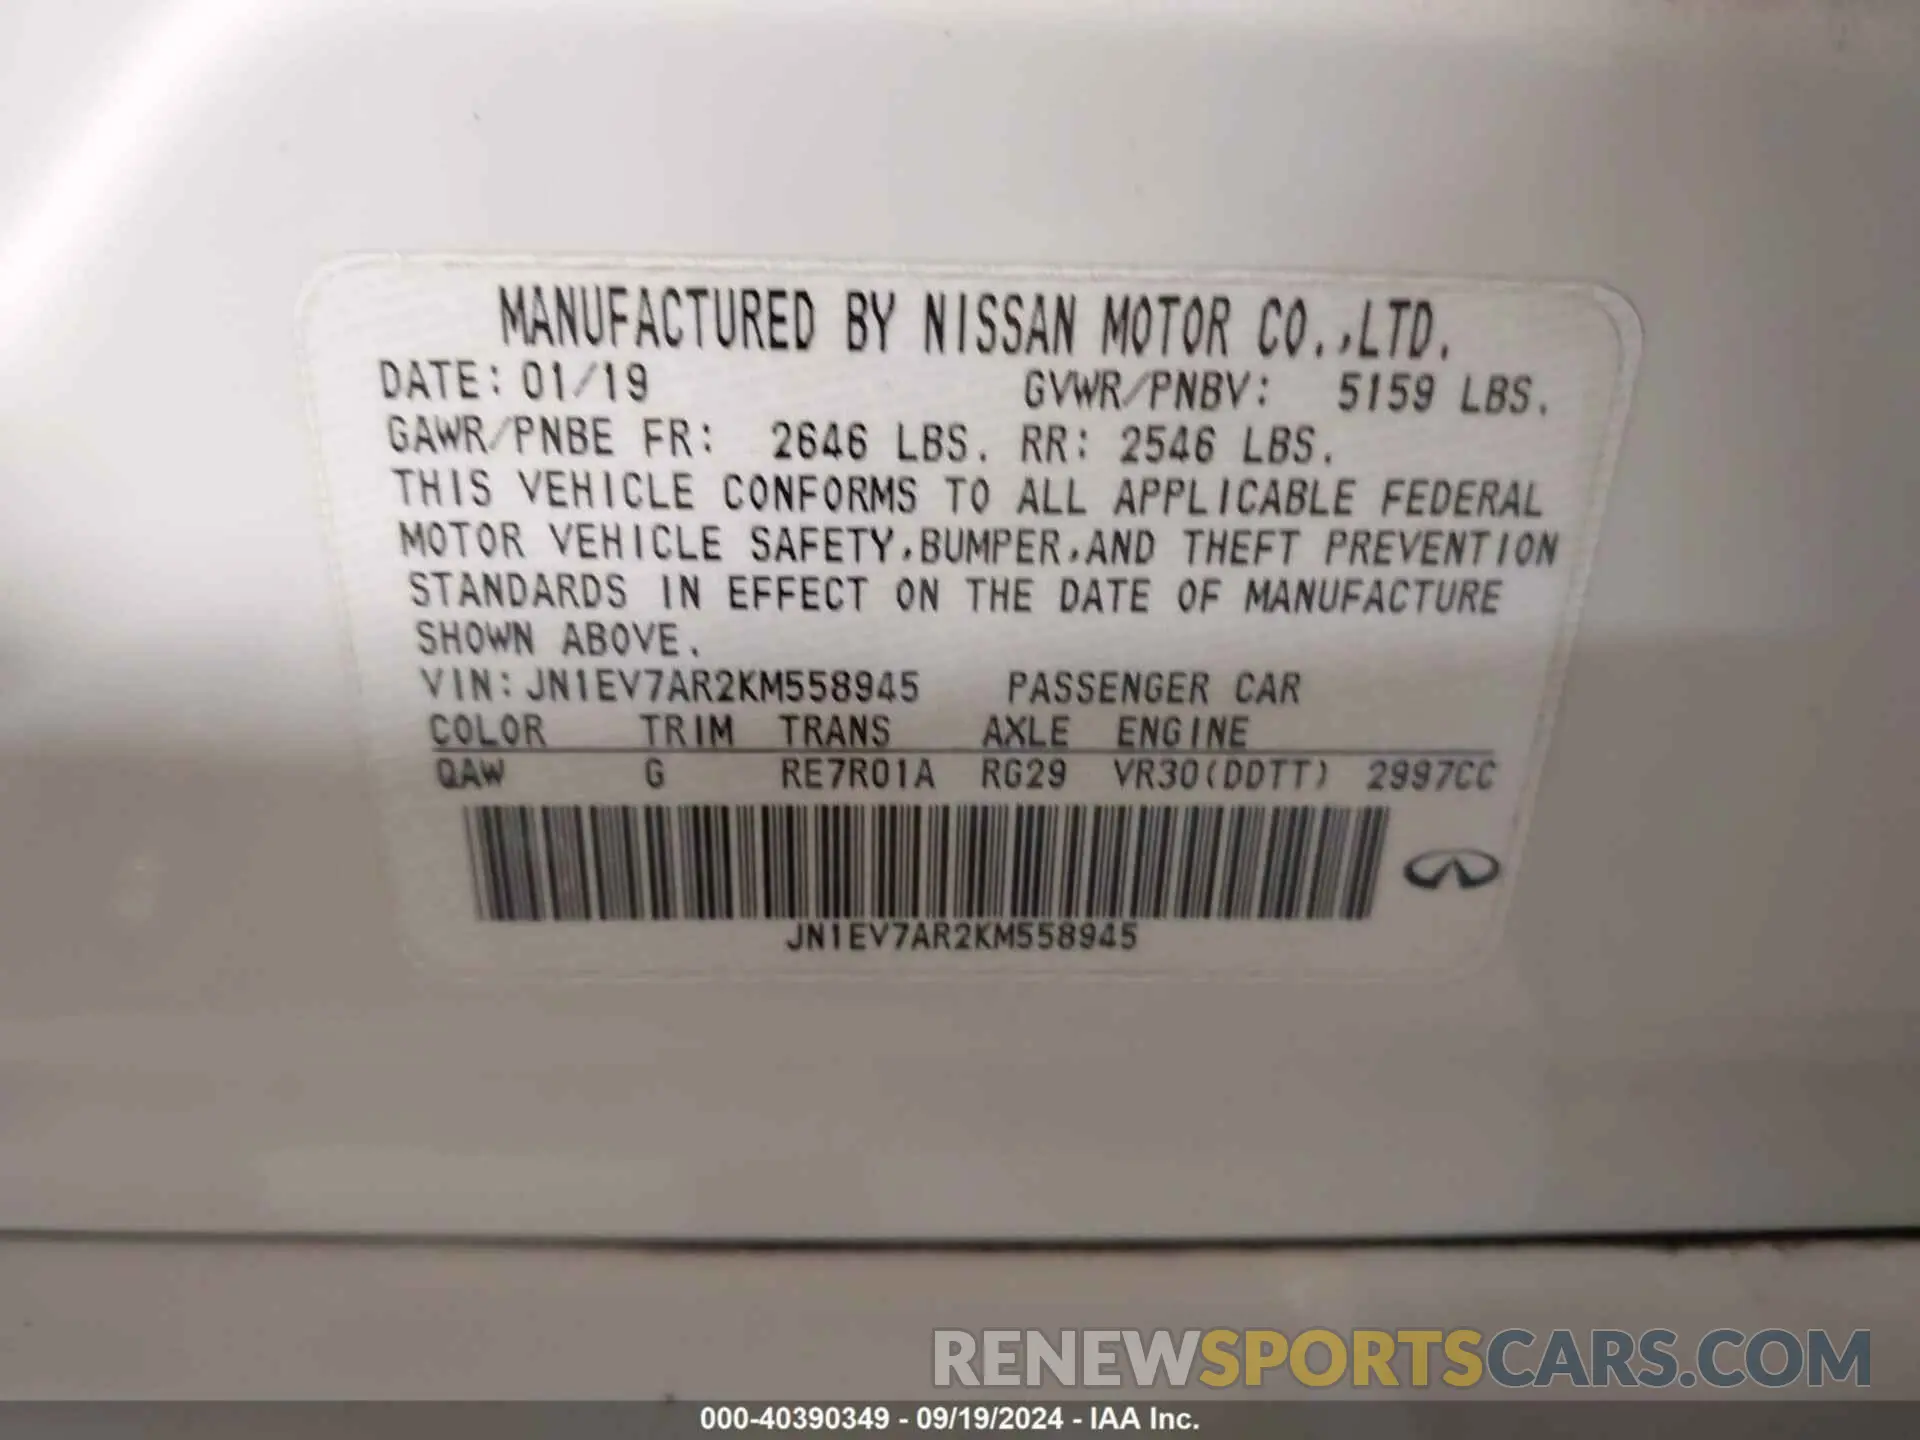 MANUFACTURED BY NISSAN MOTOR CO.,LTD.
DATE: 01/19 GVWR/PNBV: 5159 LBS.
GAWR/PNBE FR: 2646 LBS. RR: 2546 LBS.
THIS VEHICLE CONFORMS TO ALL APPLICABLE FEDERAL
MOTOR VEHICLE SAFETY,BUMPER,AND THEFT PREVENTION
STANDARDS IN EFFECT ON THE DATE OF MANUFACTURE
SHOWN ABOVE.
VIN: JN1EV7AR2KM558945 PASSENGER CAR
COLOR TRIM TRANS AXLE ENGINE
QAW G RE7R01A RG29 VR30(DDTT) 2997CC
JN1EV7AR2KM558945
RENEWSPORTSCARS.COM
000-40390349 - 09/19/2024 - IAA Inc.